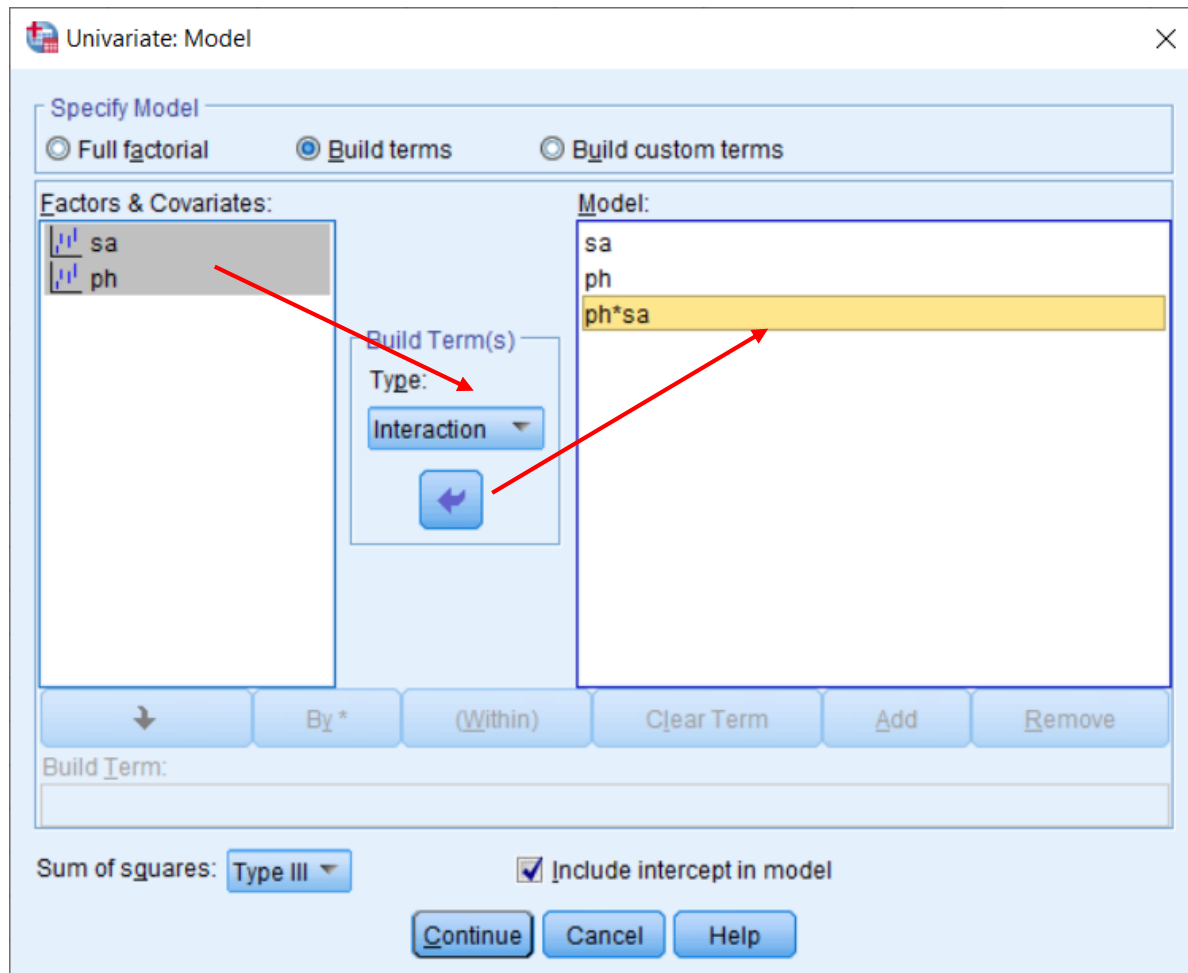 Univariate: Model
Specify Model
Full factorial Build terms Build custom terms
Factors & Covariates:
sa
ph
Build Term(s)
Type:
Interaction
Model:
sa
ph
ph*sa
By * (Within) Clear Term Add Remove
Build Term:
Sum of squares: Type III Include intercept in model
Continue Cancel Help